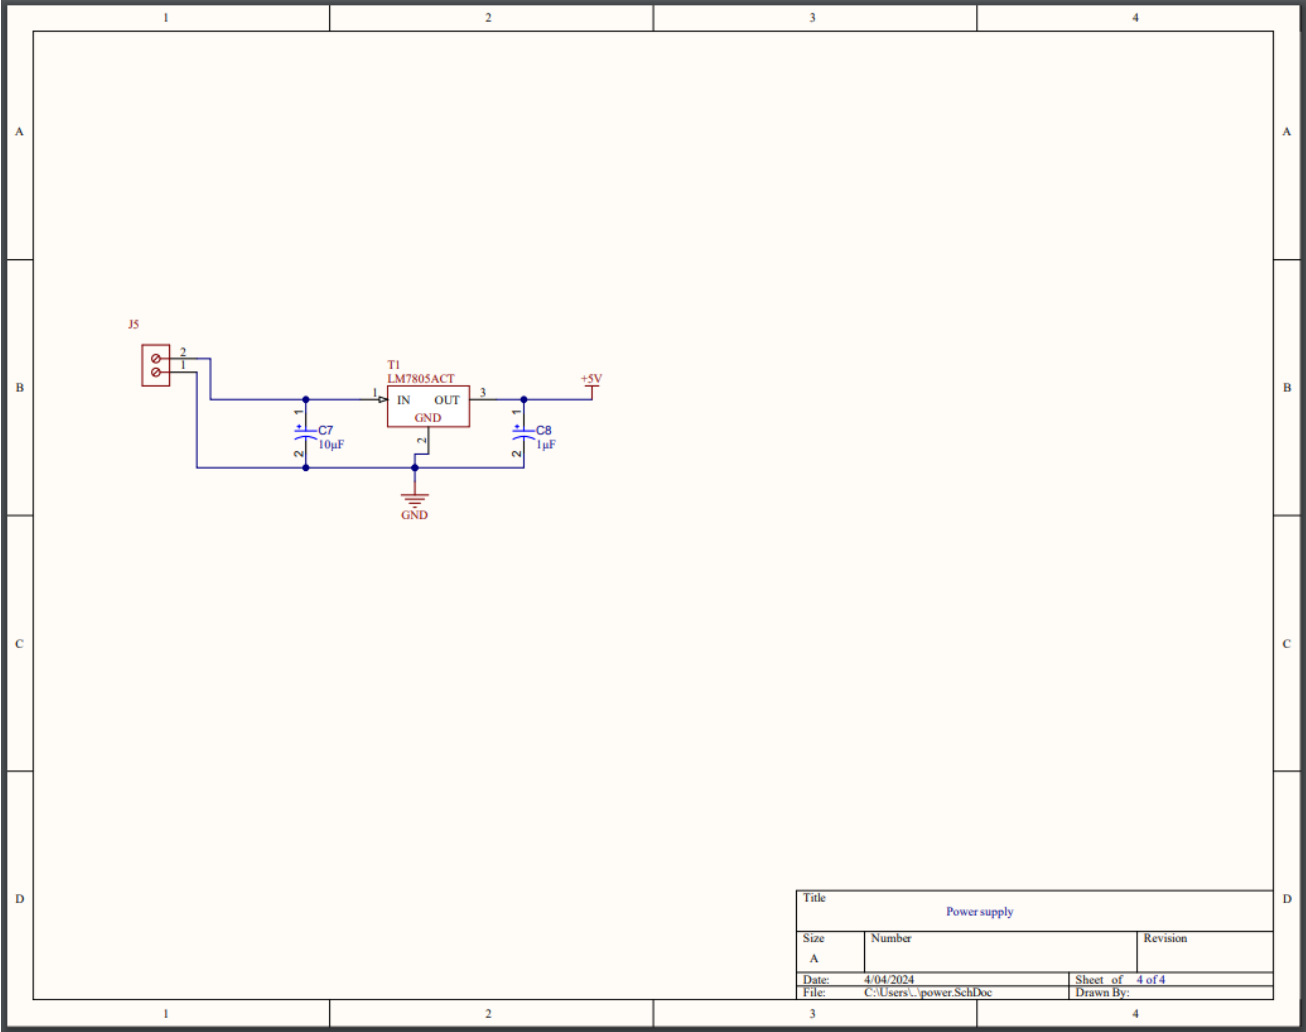 1 2 3 4
A A
J5
2
1
B B
T1
LM7805ACT
+5V
1 IN OUT 3
GND
1 1
+ C7 + C8
10µF 1µF
2 2 2
GND
C C
D D
Title
Power supply
Size Number Revision
A
Date: 4/04/2024 Sheet of 4 of 4
File: C:\Users\..\power.SchDoc Drawn By:
1 2 3 4